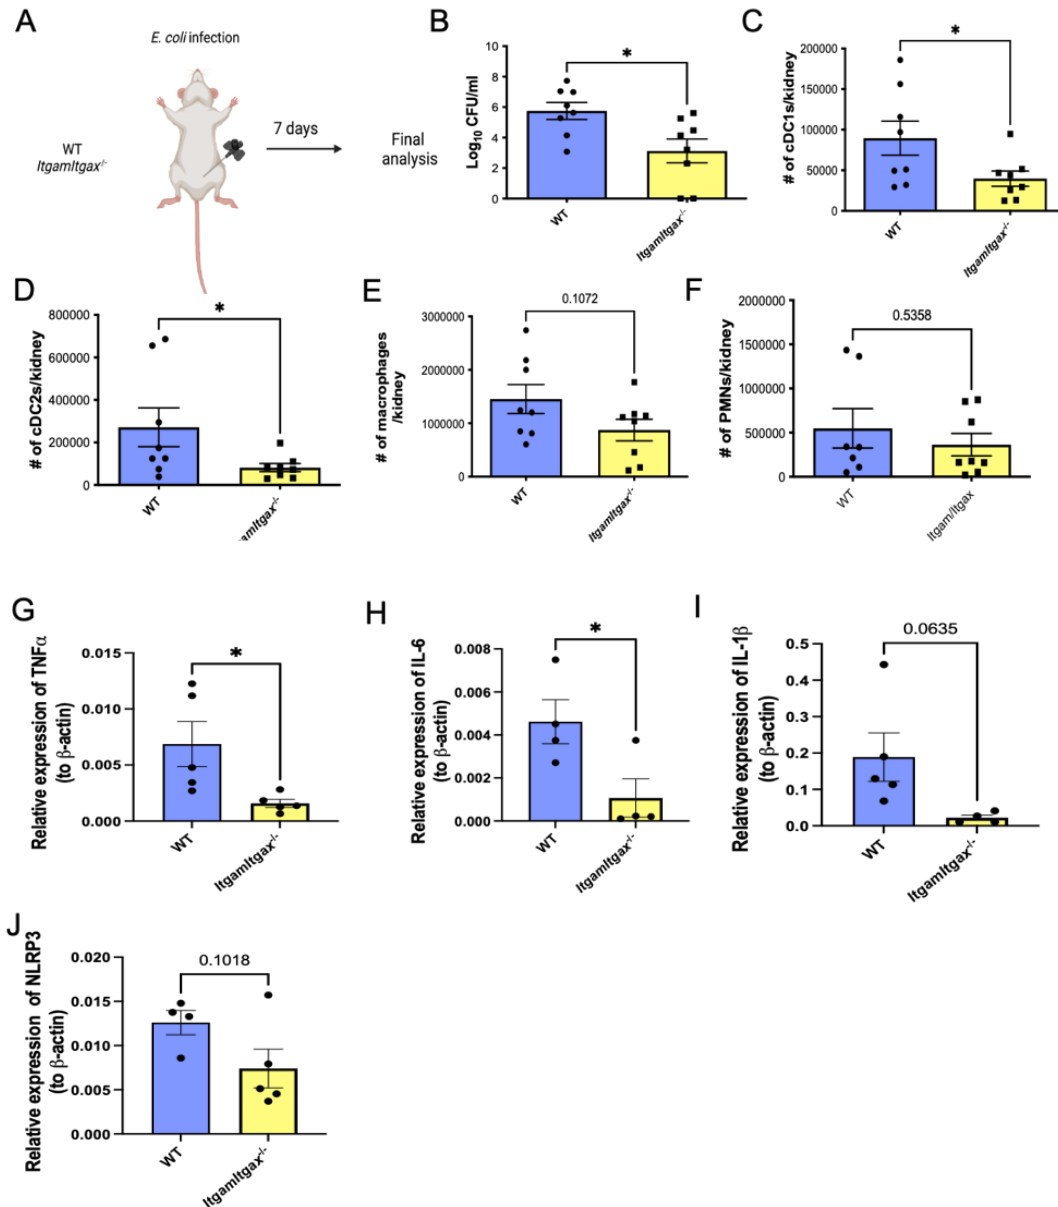 A
E. coli infection
WT
ItgamItgax-/-
7 days
Final
analysis
B
Log10 CFU/ml
10
8
6
4
2
0
*
WT
ItgamItgax-/-
C
# of cDC1s/kidney
200000
150000
100000
50000
0
*
WT
ItgamItgax-/-
D
# of cDC2s/kidney
800000
600000
400000
200000
0
*
WT
amItgax-/-
E
# of macrophages
/kidney
3000000
2000000
1000000
0
0.1072
WT
ItgamItgax-/-
F
# of PMNs/kidney
2000000
1500000
1000000
500000
0
0.5358
WT
Itgam/Itgax
G
Relative expression of TNFα
(to β-actin)
0.015
0.010
0.005
0.000
*
WT
ItgamItgax-/-
H
Relative expression of IL-6
(to β-actin)
0.008
0.006
0.004
0.002
0.000
*
WT
ItgamItgax-/-
I
Relative expression of IL-1β
(to β-actin)
0.5
0.4
0.3
0.2
0.1
0.0
0.0635
WT
ItgamItgax-/-
J
Relative expression of NLRP3
(to β-actin)
0.020
0.015
0.010
0.005
0.000
0.1018
WT
ItgamItgax-/-